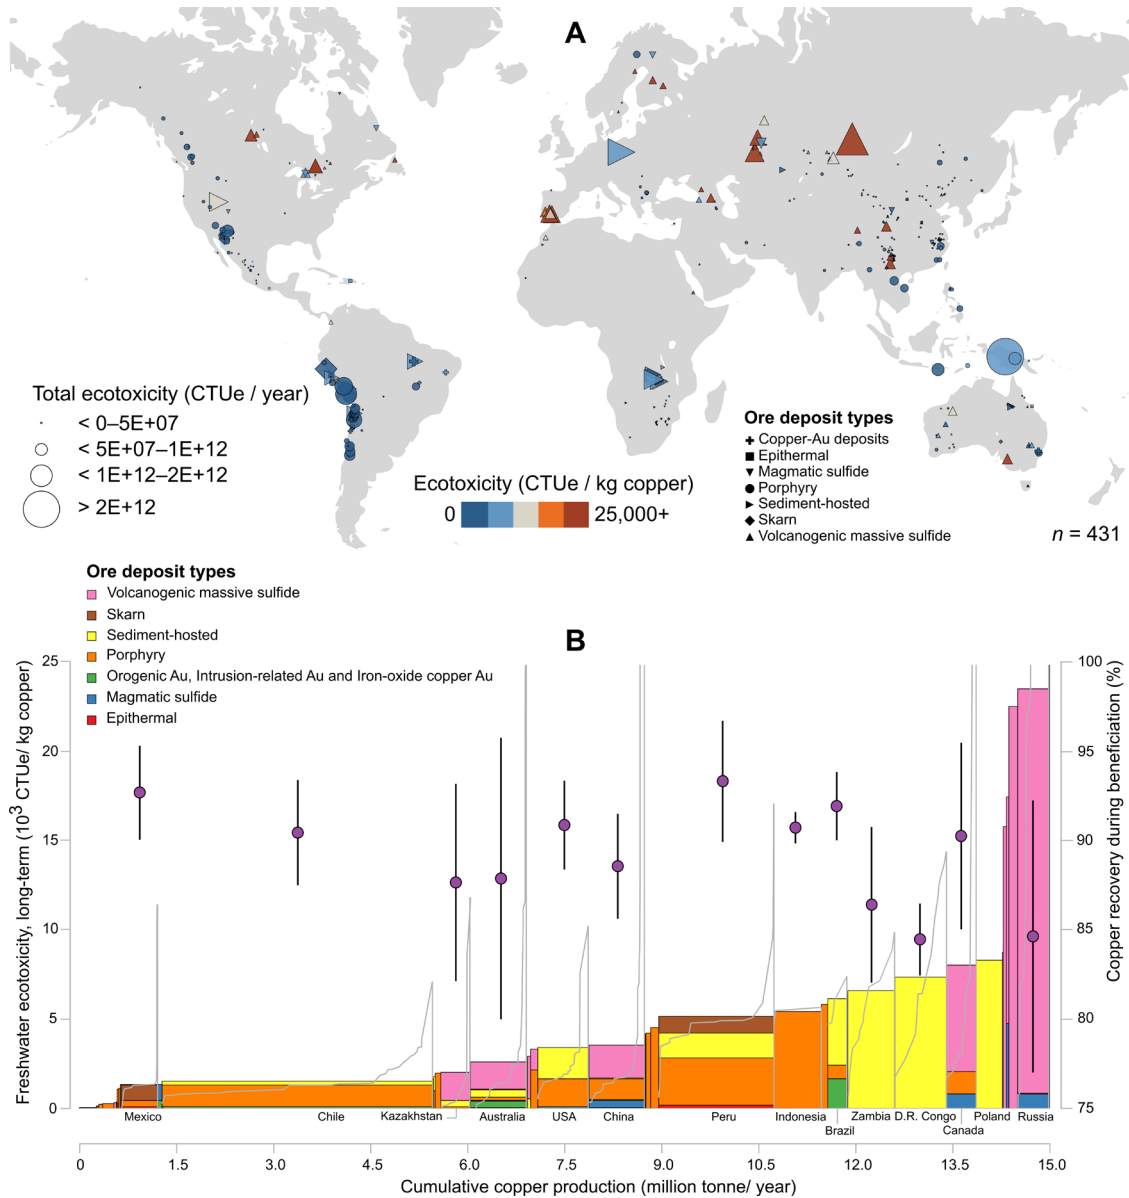 A
Total ecotoxicity (CTUe / year)
< 0–5E+07
< 5E+07–1E+12
< 1E+12–2E+12
> 2E+12
Ecotoxicity (CTUe / kg copper)
0
25,000+
Ore deposit types
Copper-Au deposits
Epithermal
Magmatic sulfide
Porphyry
Sediment-hosted
Skarn
Volcanogenic massive sulfide
n = 431
Ore deposit types
Volcanogenic massive sulfide
Skarn
Sediment-hosted
Porphyry
Orogenic Au, Intrusion-related Au and Iron-oxide copper Au
Magmatic sulfide
Epithermal
B
Freshwater ecotoxicity, long-term (10³ CTUe/ kg copper)
25
20
15
10
5
0
100
95
90
85
80
75
Copper recovery during beneficiation (%)
Mexico
Chile
Kazakhstan
Australia
USA
China
Peru
Indonesia
Brazil
Zambia
D.R. Congo
Canada
Poland
Russia
0 1.5 3.0 4.5 6.0 7.5 9.0 10.5 12.0 13.5 15.0
Cumulative copper production (million tonne/ year)